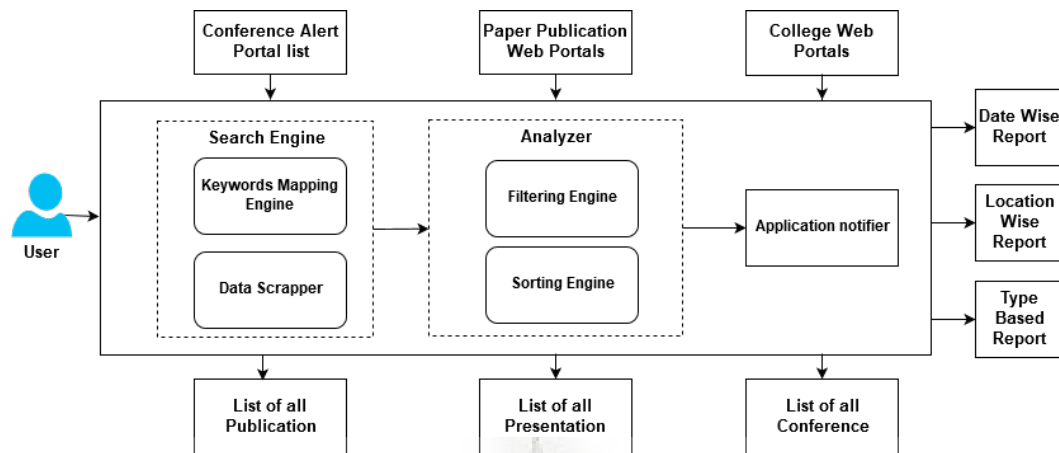 Conference Alert
Portal list
Paper Publication
Web Portals
College Web
Portals
Search Engine
Keywords Mapping
Engine
Data Scrapper
Analyzer
Filtering Engine
Sorting Engine
Application notifier
User
Date Wise
Report
Location
Wise
Report
Type
Based
Report
List of all
Publication
List of all
Presentation
List of all
Conference